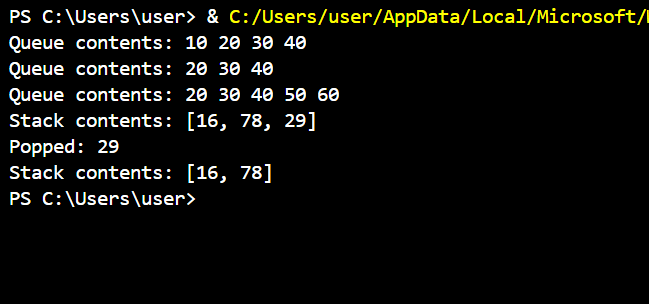 PS C:\Users\user> & C:/Users/user/AppData/Local/Microsoft/
Queue contents: 10 20 30 40
Queue contents: 20 30 40
Queue contents: 20 30 40 50 60
Stack contents: [16, 78, 29]
Popped: 29
Stack contents: [16, 78]
PS C:\Users\user>